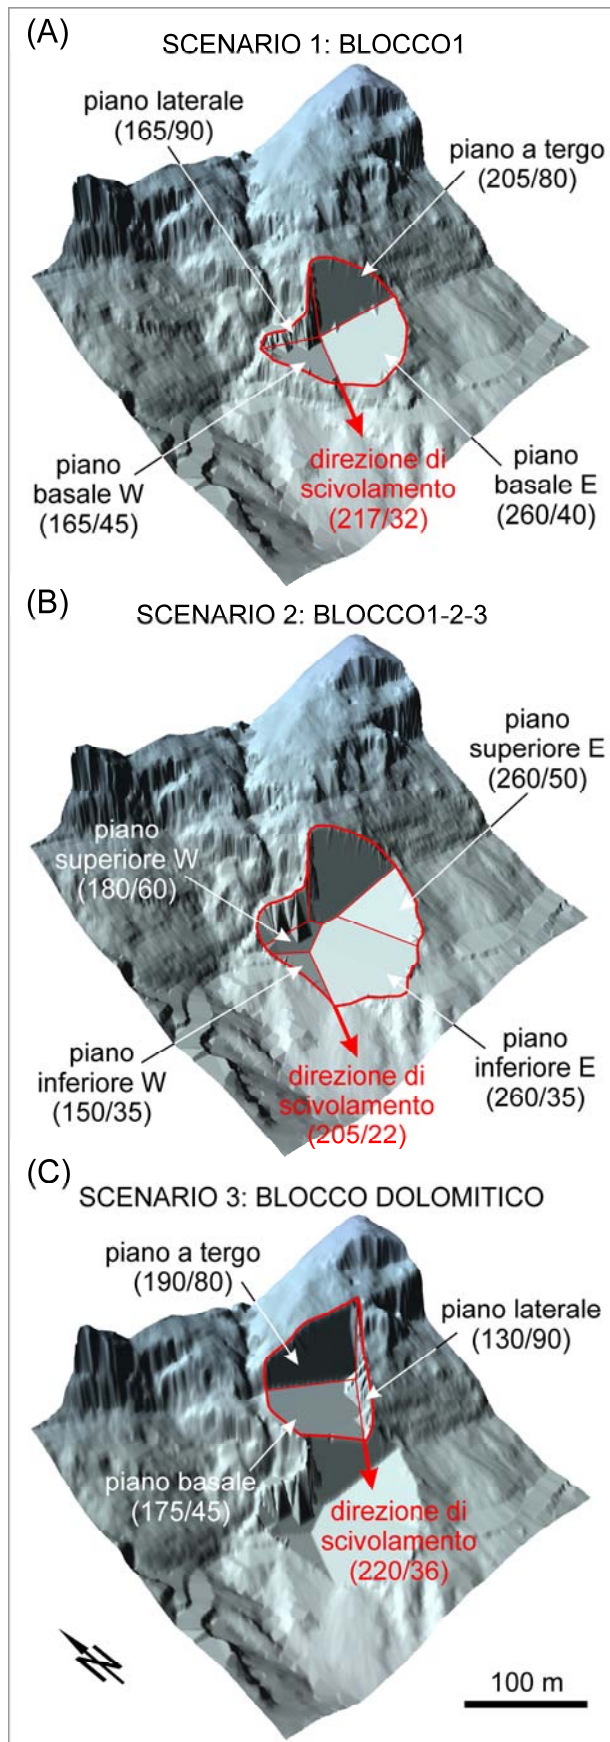 (A)
SCENARIO 1: BLOCCO1
piano laterale
(165/90)
piano a tergo
(205/80)
piano
basale W
(165/45)
direzione di
scivolamento
(217/32)
piano
basale E
(260/40)
(B)
SCENARIO 2: BLOCCO1-2-3
piano
superiore E
(260/50)
piano
superiore W
(180/60)
piano
inferiore W
(150/35)
direzione di
scivolamento
(205/22)
piano
inferiore E
(260/35)
(C)
SCENARIO 3: BLOCCO DOLOMITICO
piano a tergo
(190/80)
piano laterale
(130/90)
piano basale
(175/45)
direzione di
scivolamento
(220/36)
N
100 m